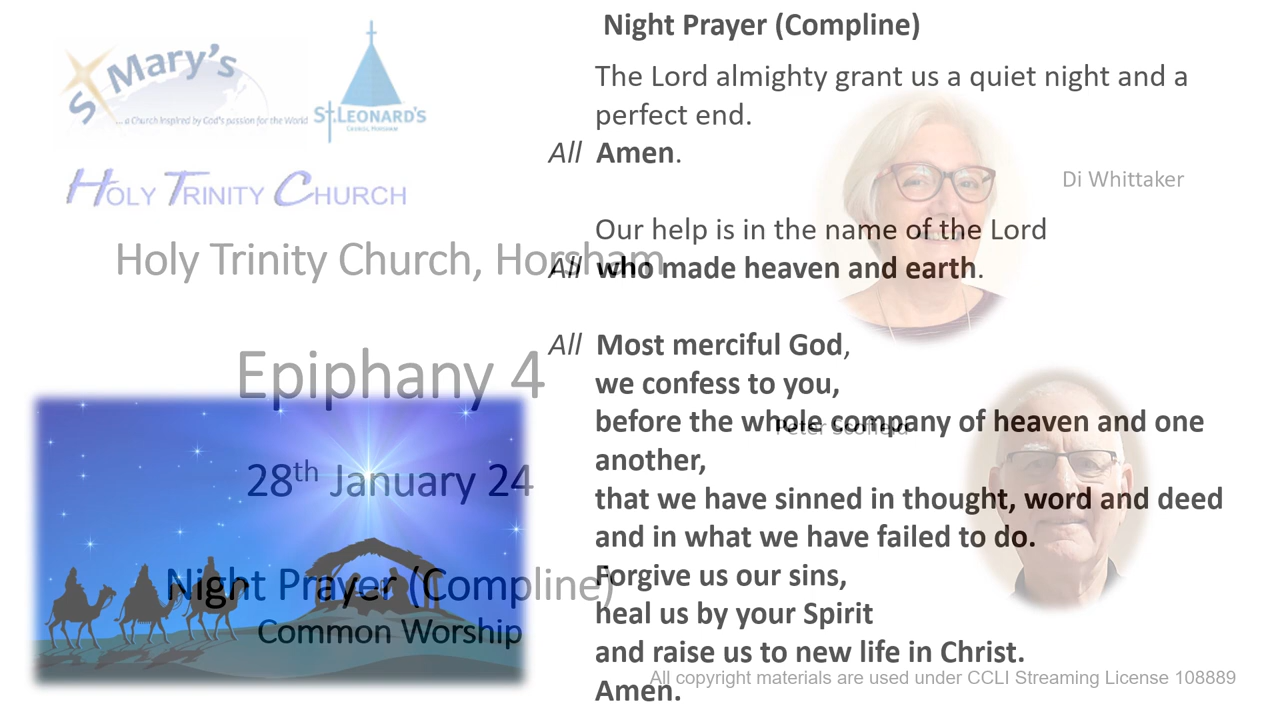 St Mary's
... a Church inspired by God's passion for the World
St.LEONARD'S
CHURCH, HORSHAM
HOLY TRINITY CHURCH
Holy Trinity Church, Horsham
Epiphany 4
28th January 24
Night Prayer (Compline)
Common Worship
Night Prayer (Compline)
The Lord almighty grant us a quiet night and a
perfect end.
All Amen.
Di Whittaker
Our help is in the name of the Lord
All who made heaven and earth.
All Most merciful God,
we confess to you,
before the whole company of heaven and one
Peter
another,
that we have sinned in thought, word and deed
and in what we have failed to do.
Forgive us our sins,
heal us by your Spirit
and raise us to new life in Christ.
All copyright materials are used under CCLI Streaming License 108889
Amen.